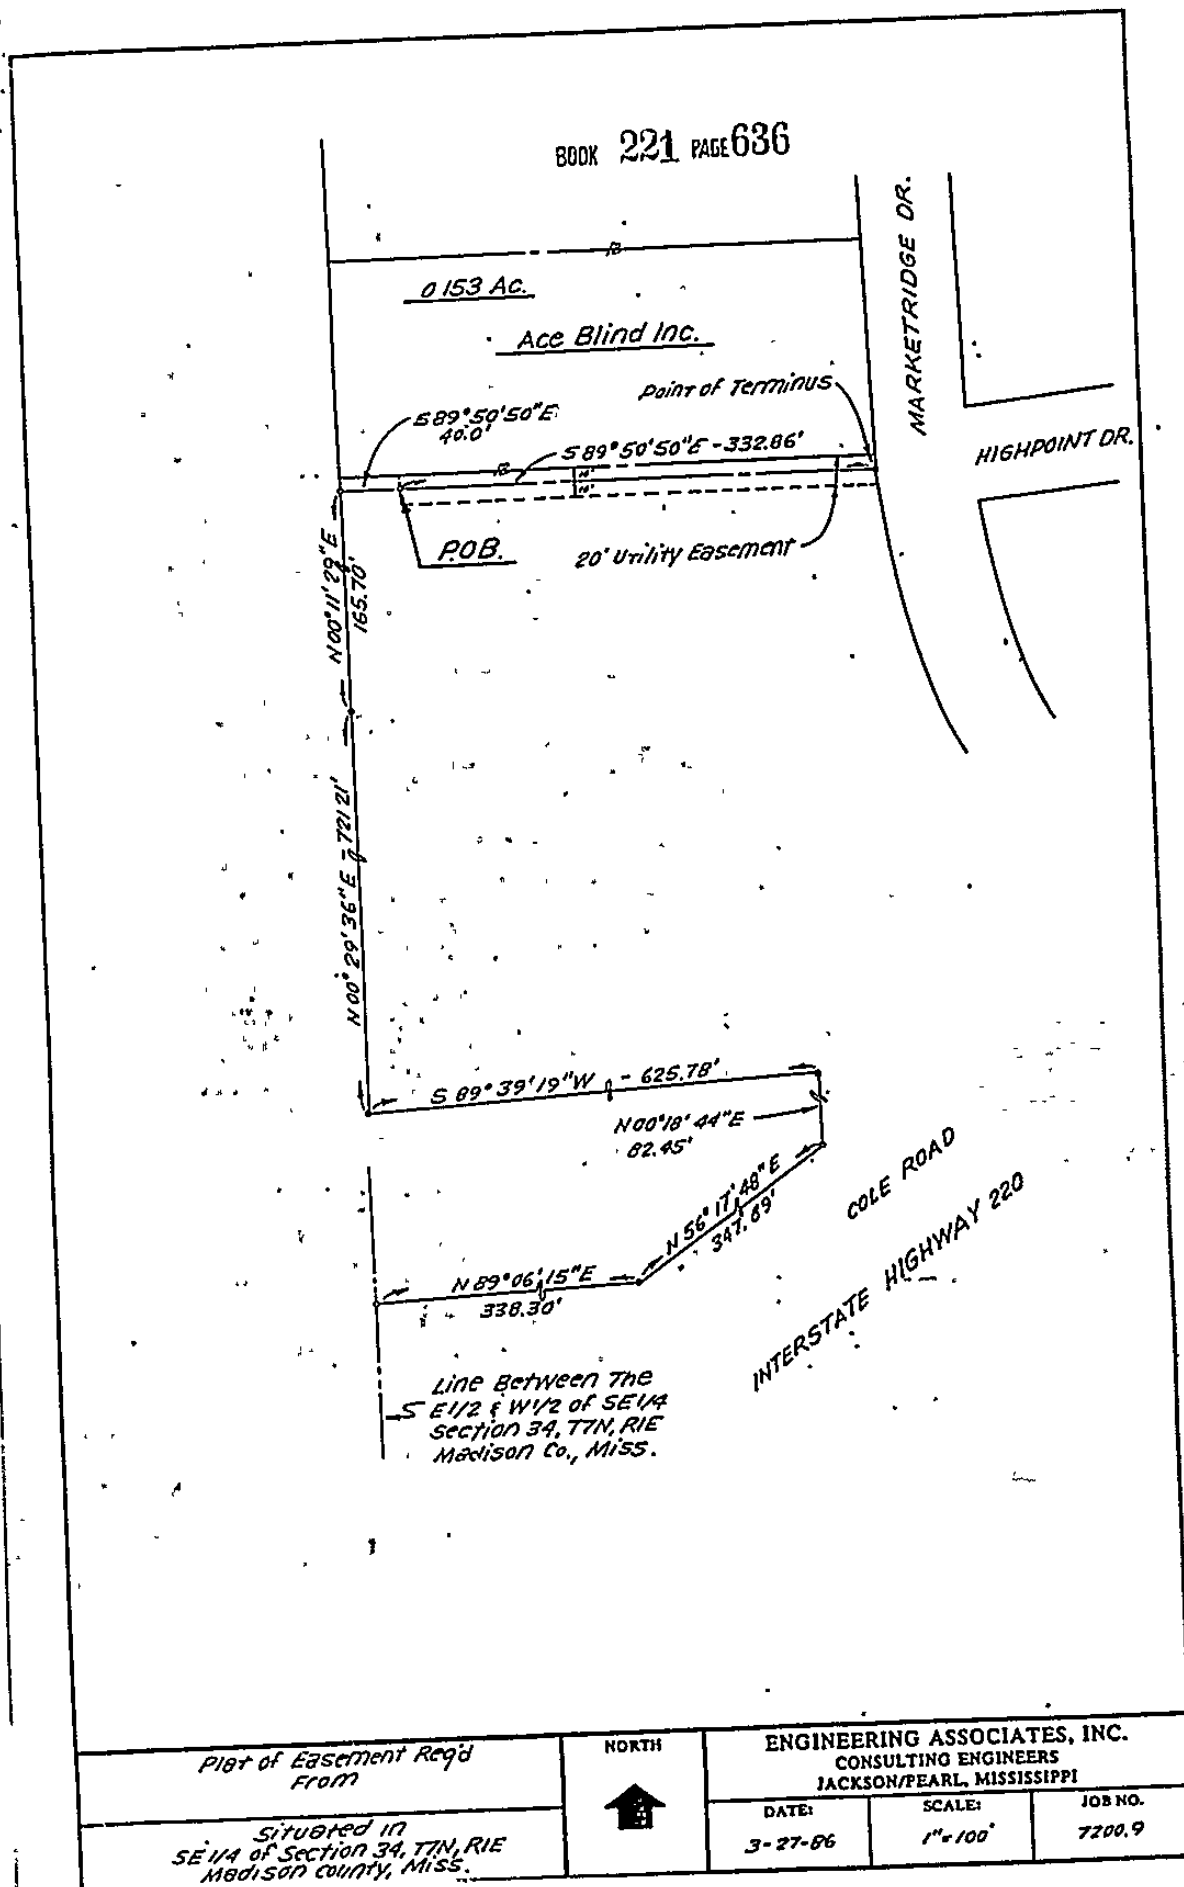 BOOK 221 PAGE 636
MARKETRIDGE DR.
0 153 Ac.
Ace Blind Inc.
Point of Terminus
S 89°50'50"E
40.0'
S 89°50'50"E - 332.86'
HIGHPOINT DR.
10'
10'
P.O.B.
20' Utility Easement
N 00°11'29"E
165.70'
N 00°29'36"E - 721 21'
S 89°39'19"W - 625.78'
N 00°18'44"E
82.45'
N 56°17'48"E
347.69'
COLE ROAD
INTERSTATE HIGHWAY 220
N 89°06'15"E
338.30'
Line Between The
E1/2 & W1/2 of SE1/4
Section 34, T7N, R1E
Madison Co., Miss.
Plat of Easement Req'd
From
Situated in
SE 1/4 of Section 34, T7N, R1E
Madison County, Miss.
NORTH
ENGINEERING ASSOCIATES, INC.
CONSULTING ENGINEERS
JACKSON/PEARL, MISSISSIPPI
DATE:
3-27-86
SCALE:
1"=100'
JOB NO.
7200.9